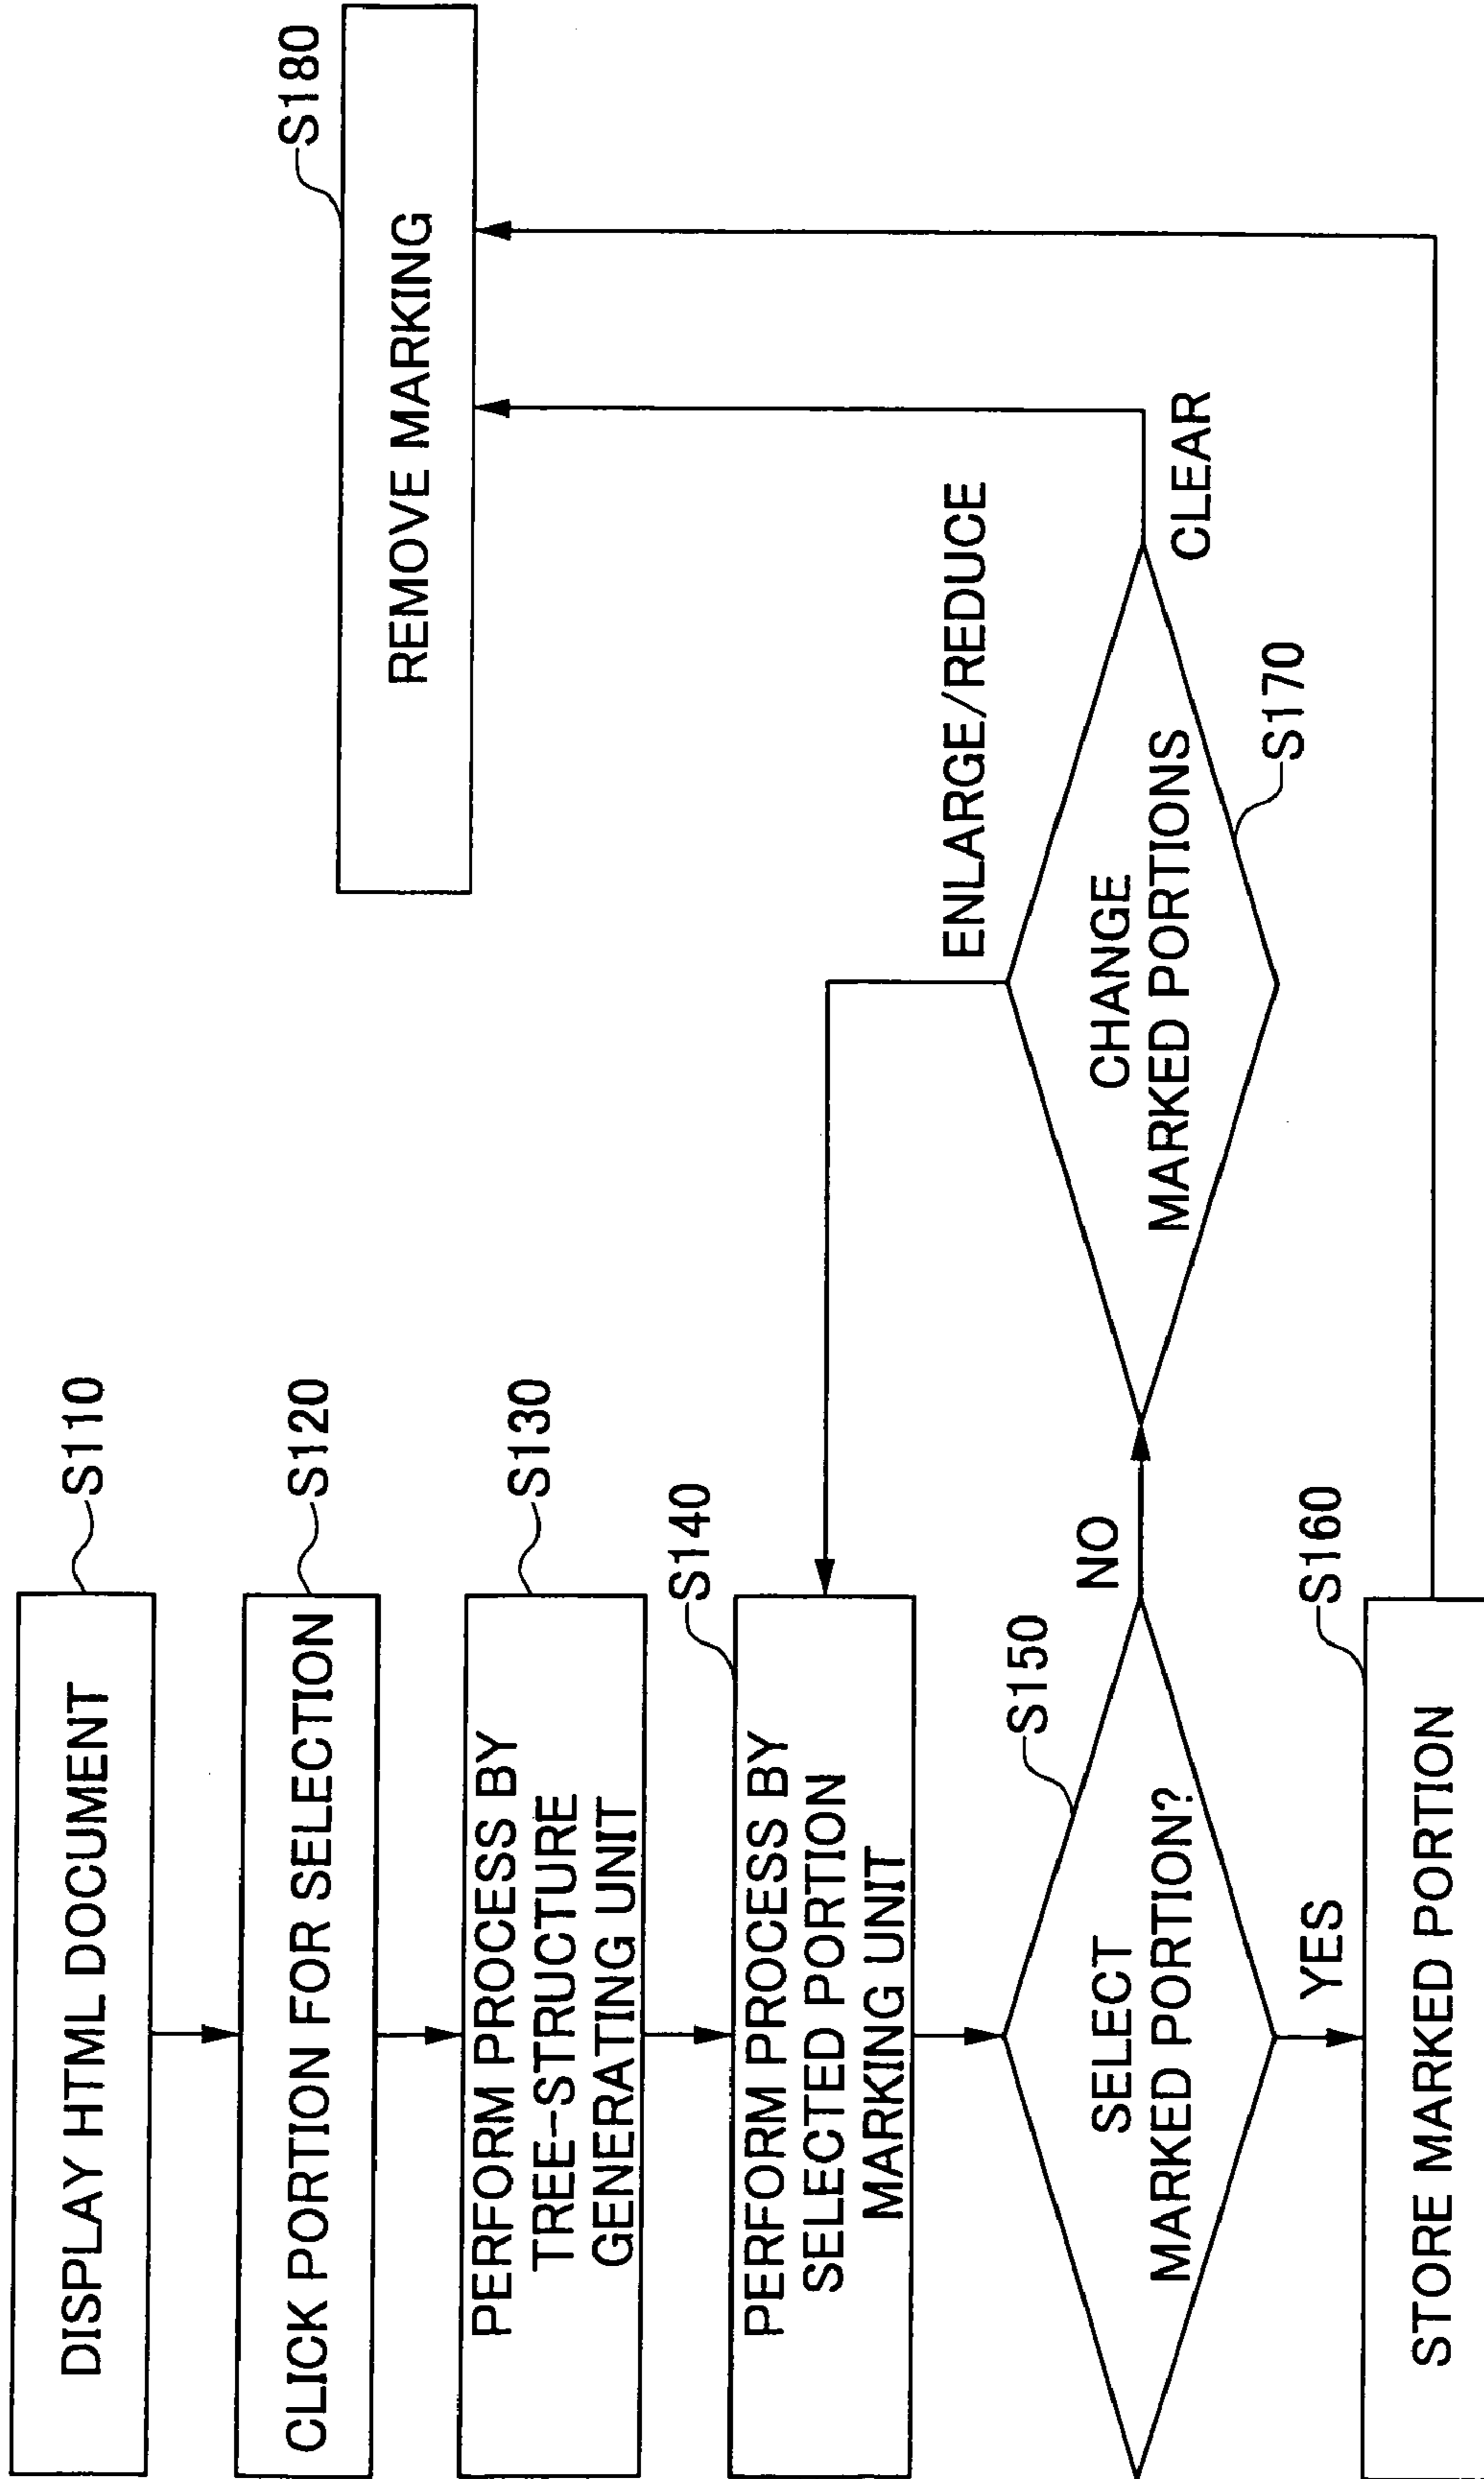 DISPLAY HTML DOCUMENT
S110
CLICK PORTION FOR SELECTION
S120
PERFORM PROCESS BY
TREE-STRUCTURE
GENERATING UNIT
S130
PERFORM PROCESS BY
SELECTED PORTION
MARKING UNIT
S140
SELECT
MARKED PORTION?
S150
NO
YES
STORE MARKED PORTION
S160
CHANGE
MARKED PORTIONS
S170
ENLARGE/REDUCE
CLEAR
REMOVE MARKING
S180